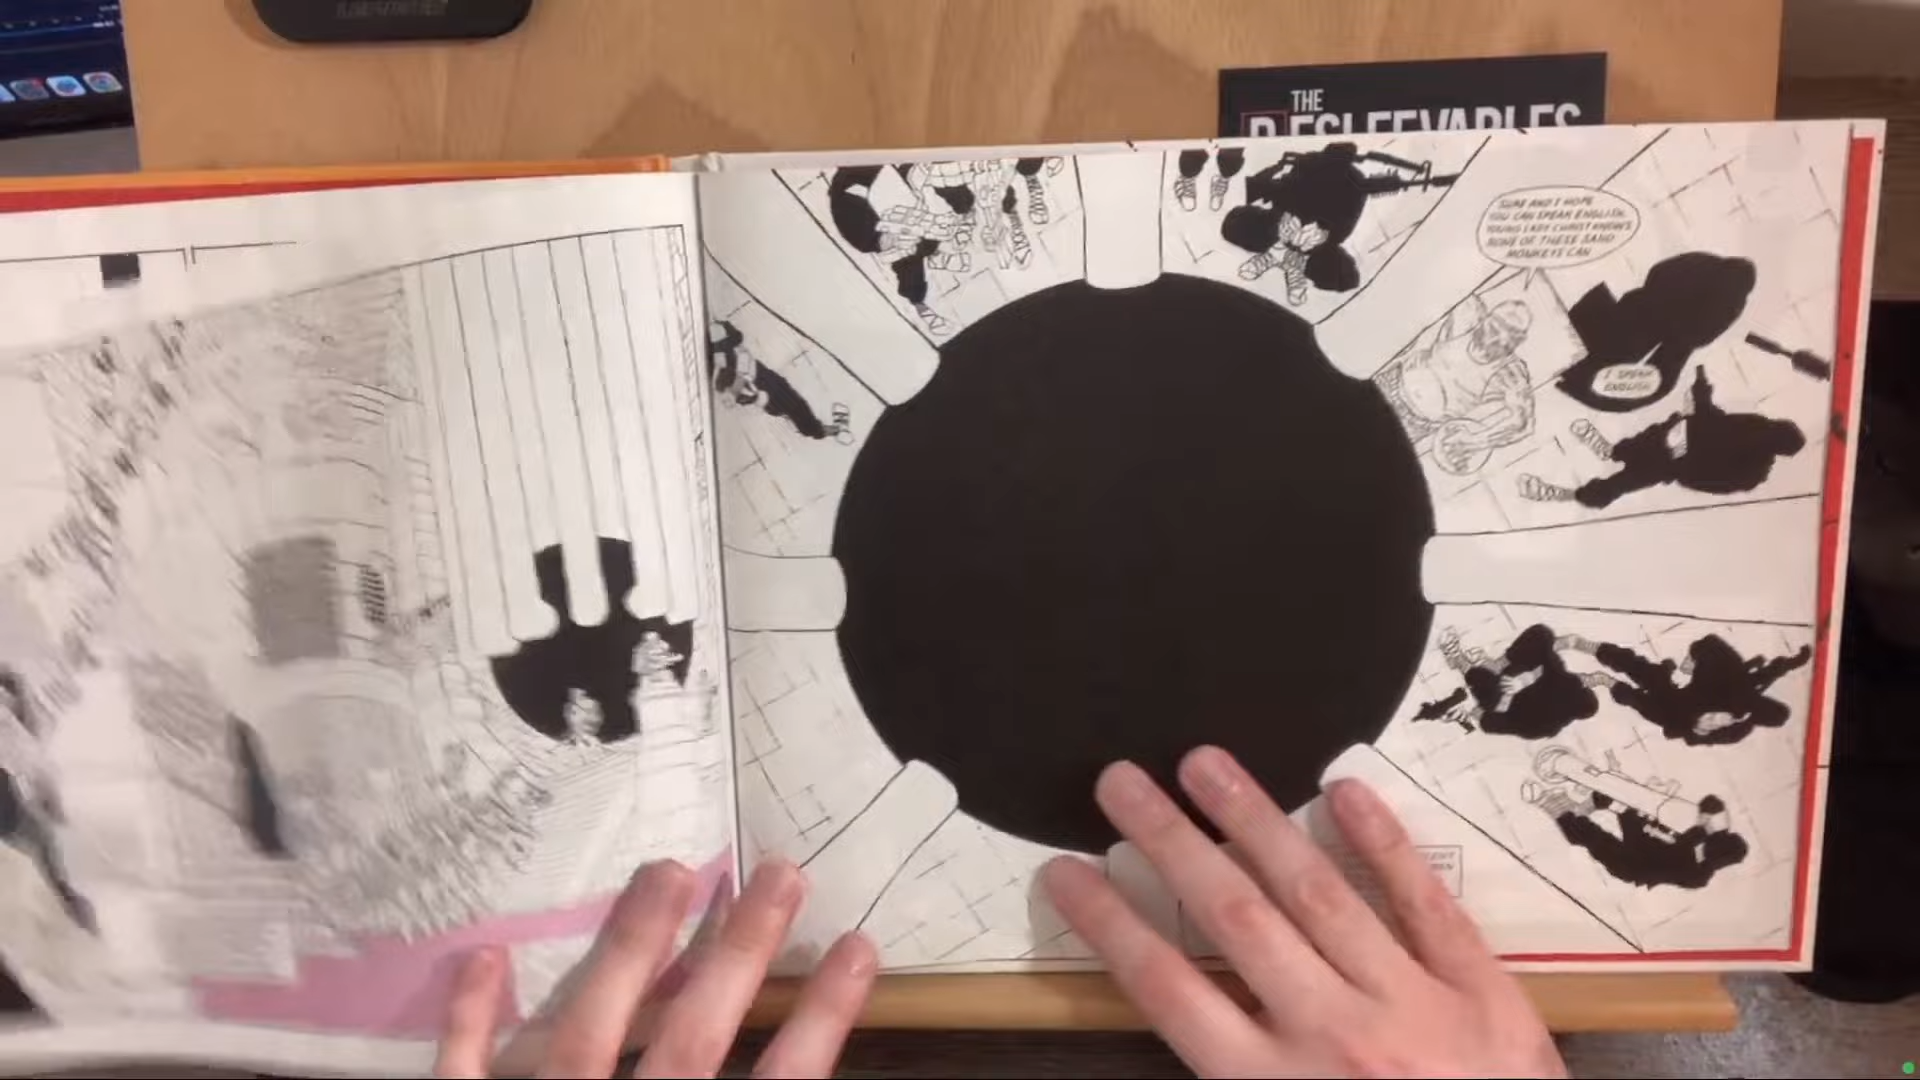 THE
RESLEEVABLES
SURE AND I HOPE
YOU CAN SPEAK ENGLISH,
YOUNG LADY. CHRIST KNOWS
NONE OF THESE SAND
MONKEYS CAN
I SPEAK
ENGLISH